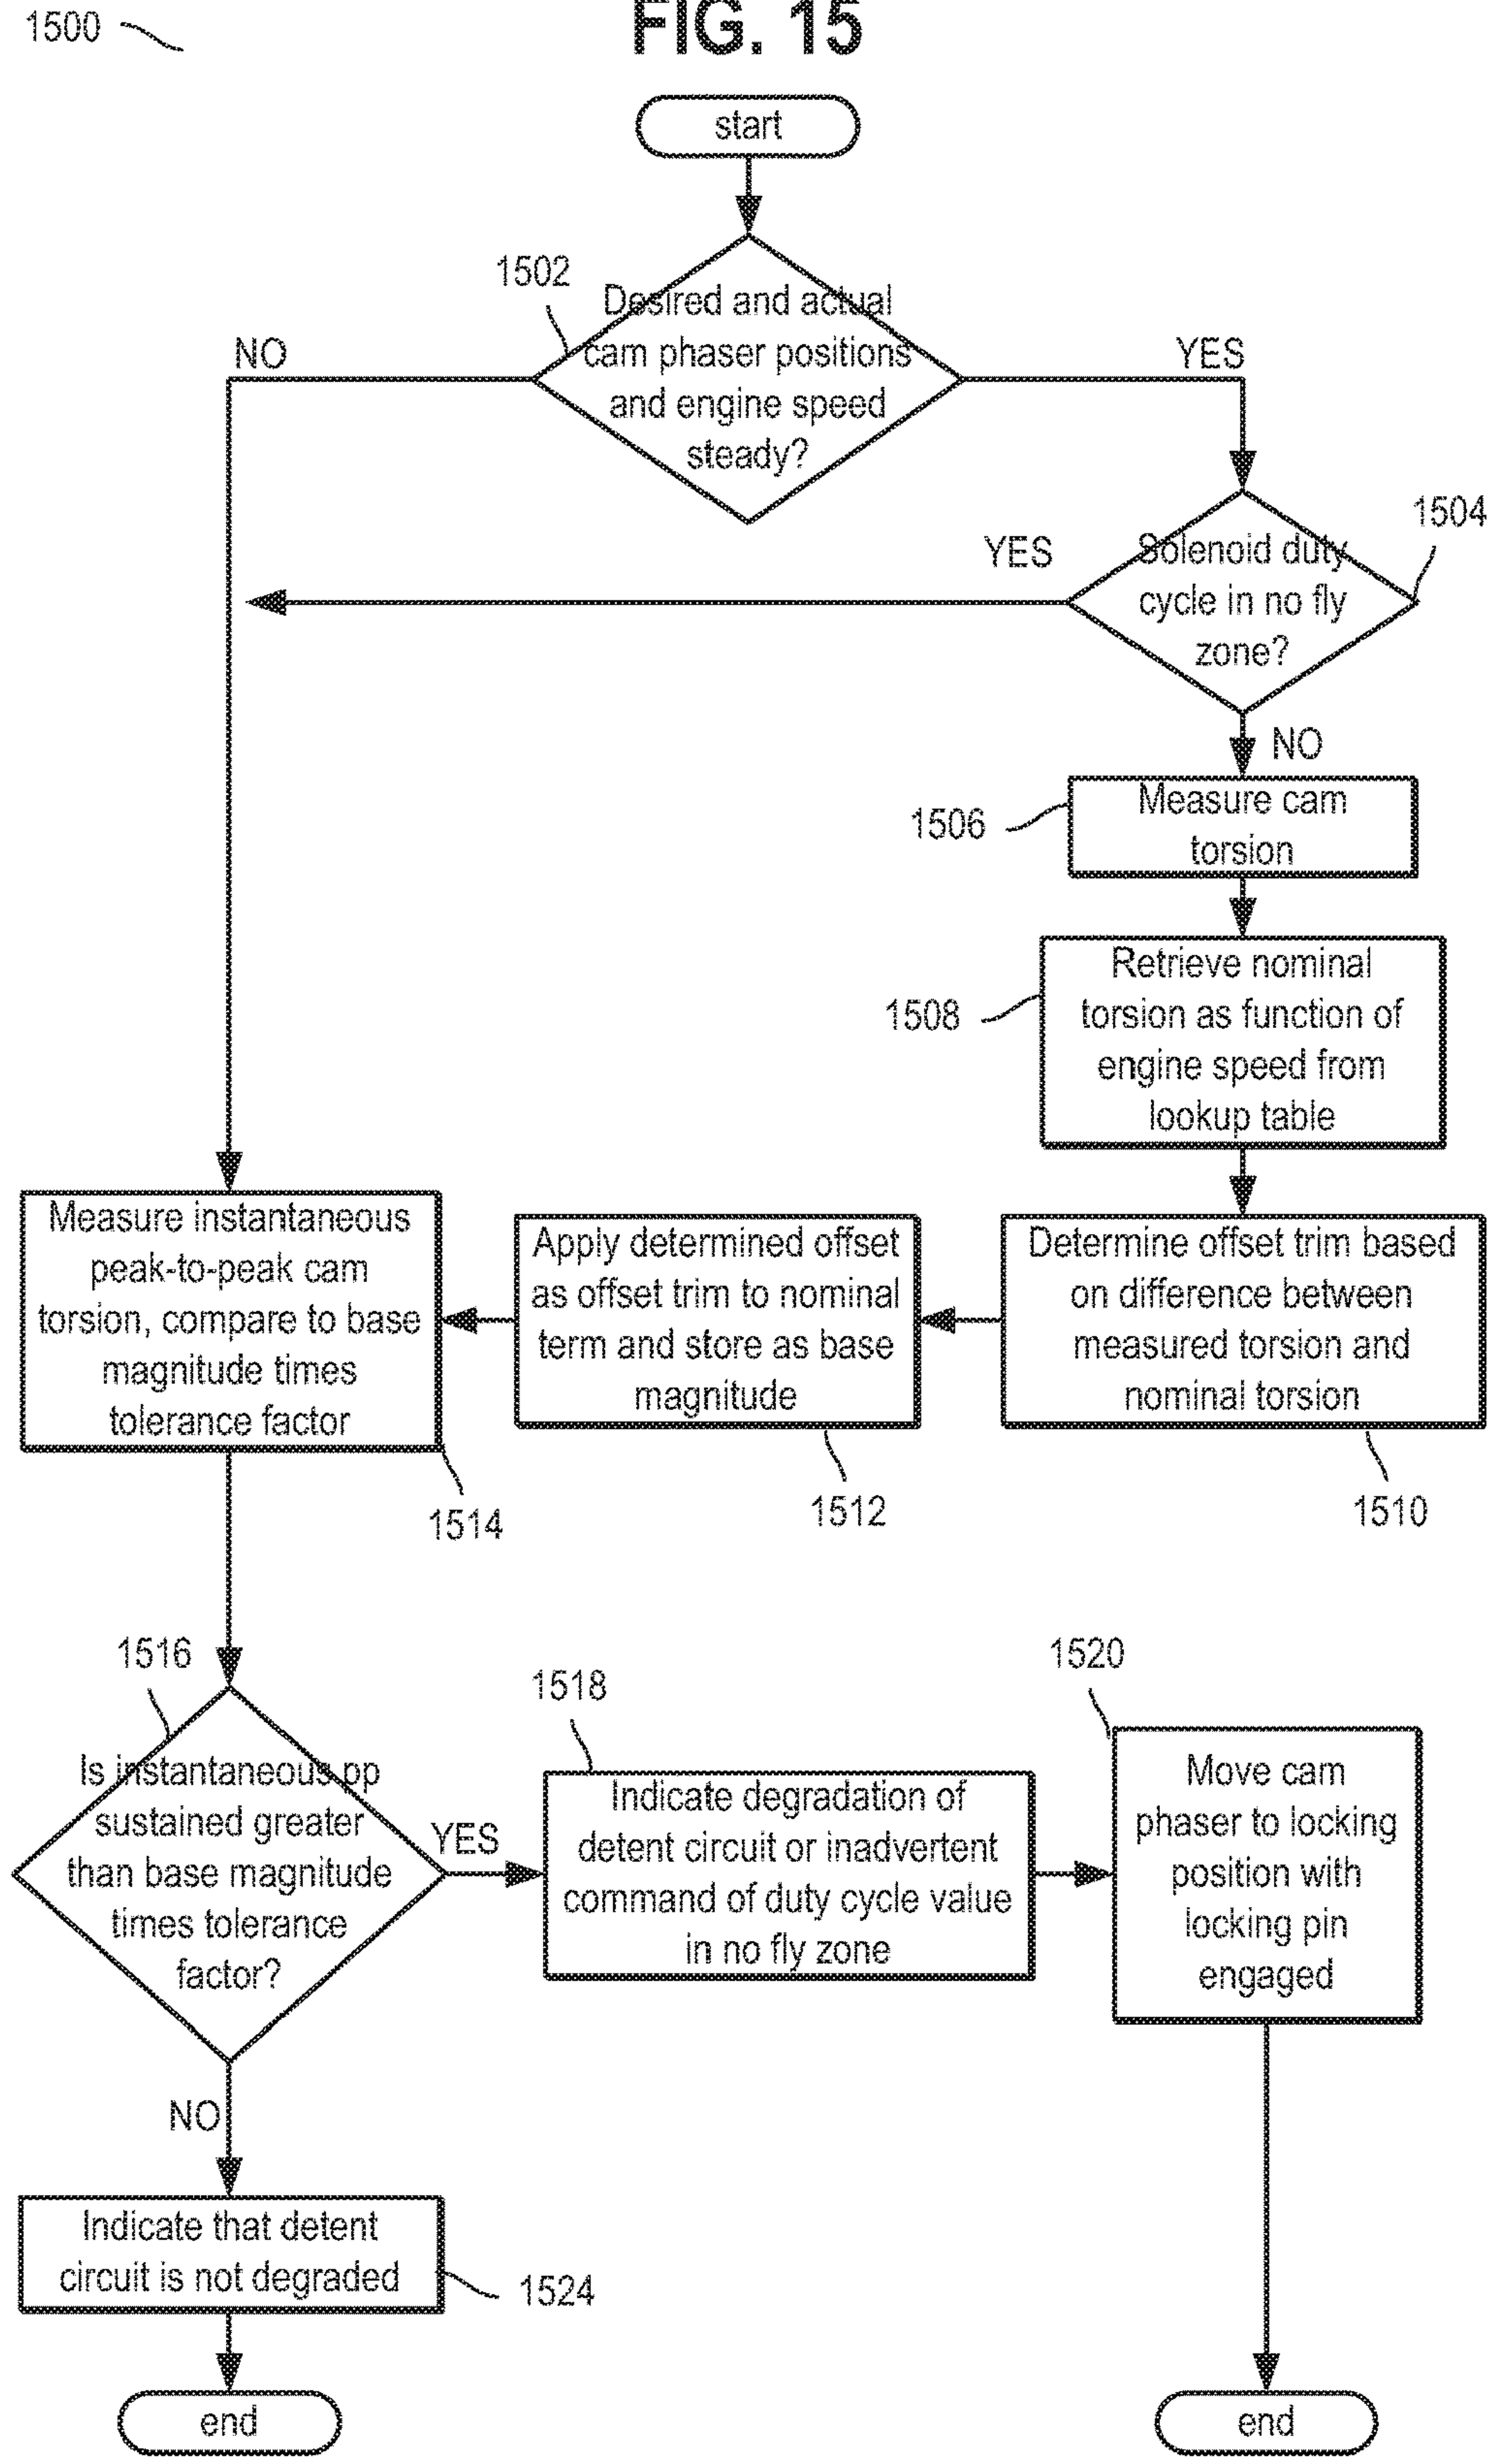 1500
FIG. 15
start
1502
Desired and actual
cam phaser positions
and engine speed
steady?
NO
YES
1504
Solenoid duty
cycle in no fly
zone?
YES
NO
1506
Measure cam
torsion
1508
Retrieve nominal
torsion as function of
engine speed from
lookup table
Measure instantaneous
peak-to-peak cam
torsion, compare to base
magnitude times
tolerance factor
Apply determined offset
as offset trim to nominal
term and store as base
magnitude
Determine offset trim based
on difference between
measured torsion and
nominal torsion
1514
1512
1510
1516
Is instantaneous pp
sustained greater
than base magnitude
times tolerance
factor?
YES
1518
Indicate degradation of
detent circuit or inadvertent
command of duty cycle value
in no fly zone
1520
Move cam
phaser to locking
position with
locking pin
engaged
NO
Indicate that detent
circuit is not degraded
1524
end
end